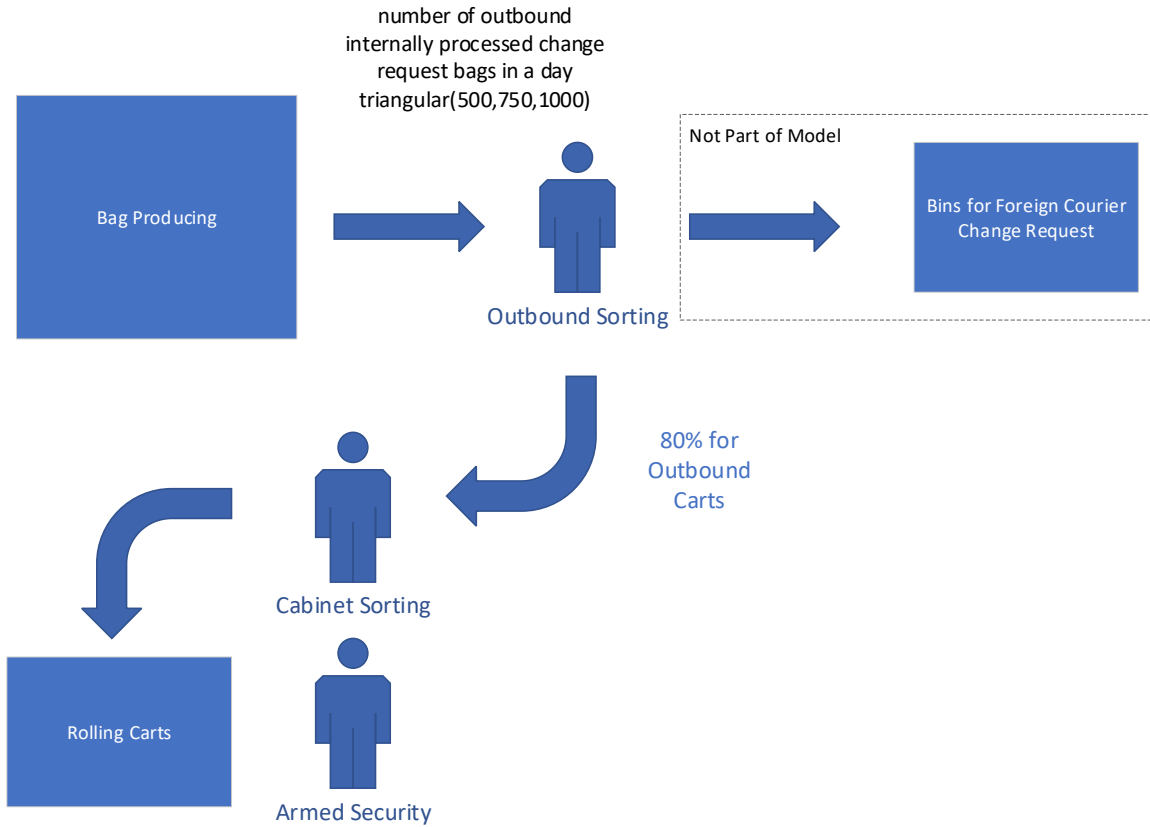 number of outbound
internally processed change
request bags in a day
triangular(500,750,1000)
Not Part of Model
Bag Producing
Bins for Foreign Courier
Change Request
Outbound Sorting
80% for
Outbound
Carts
Cabinet Sorting
Rolling Carts
Armed Security